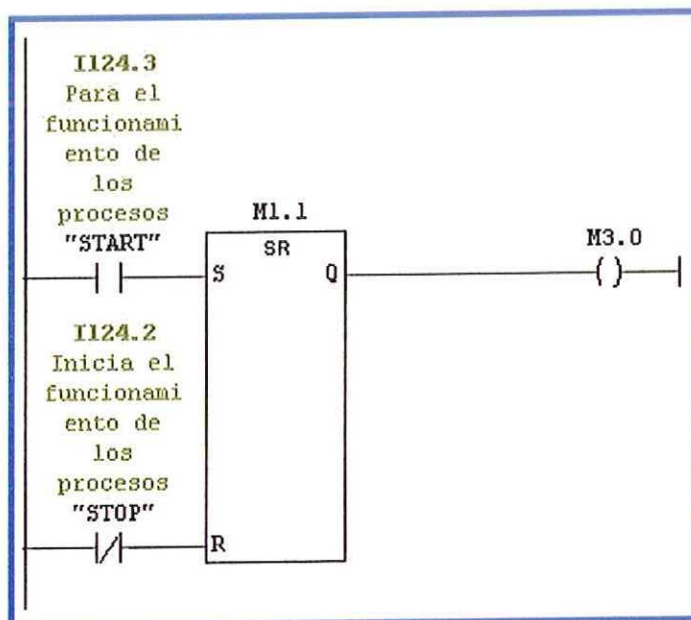 I124.3
Para el
funcionami
ento de
los
procesos
"START"
M1.1
SR
S
Q
M3.0
( )
I124.2
Inicia el
funcionami
ento de
los
procesos
"STOP"
R